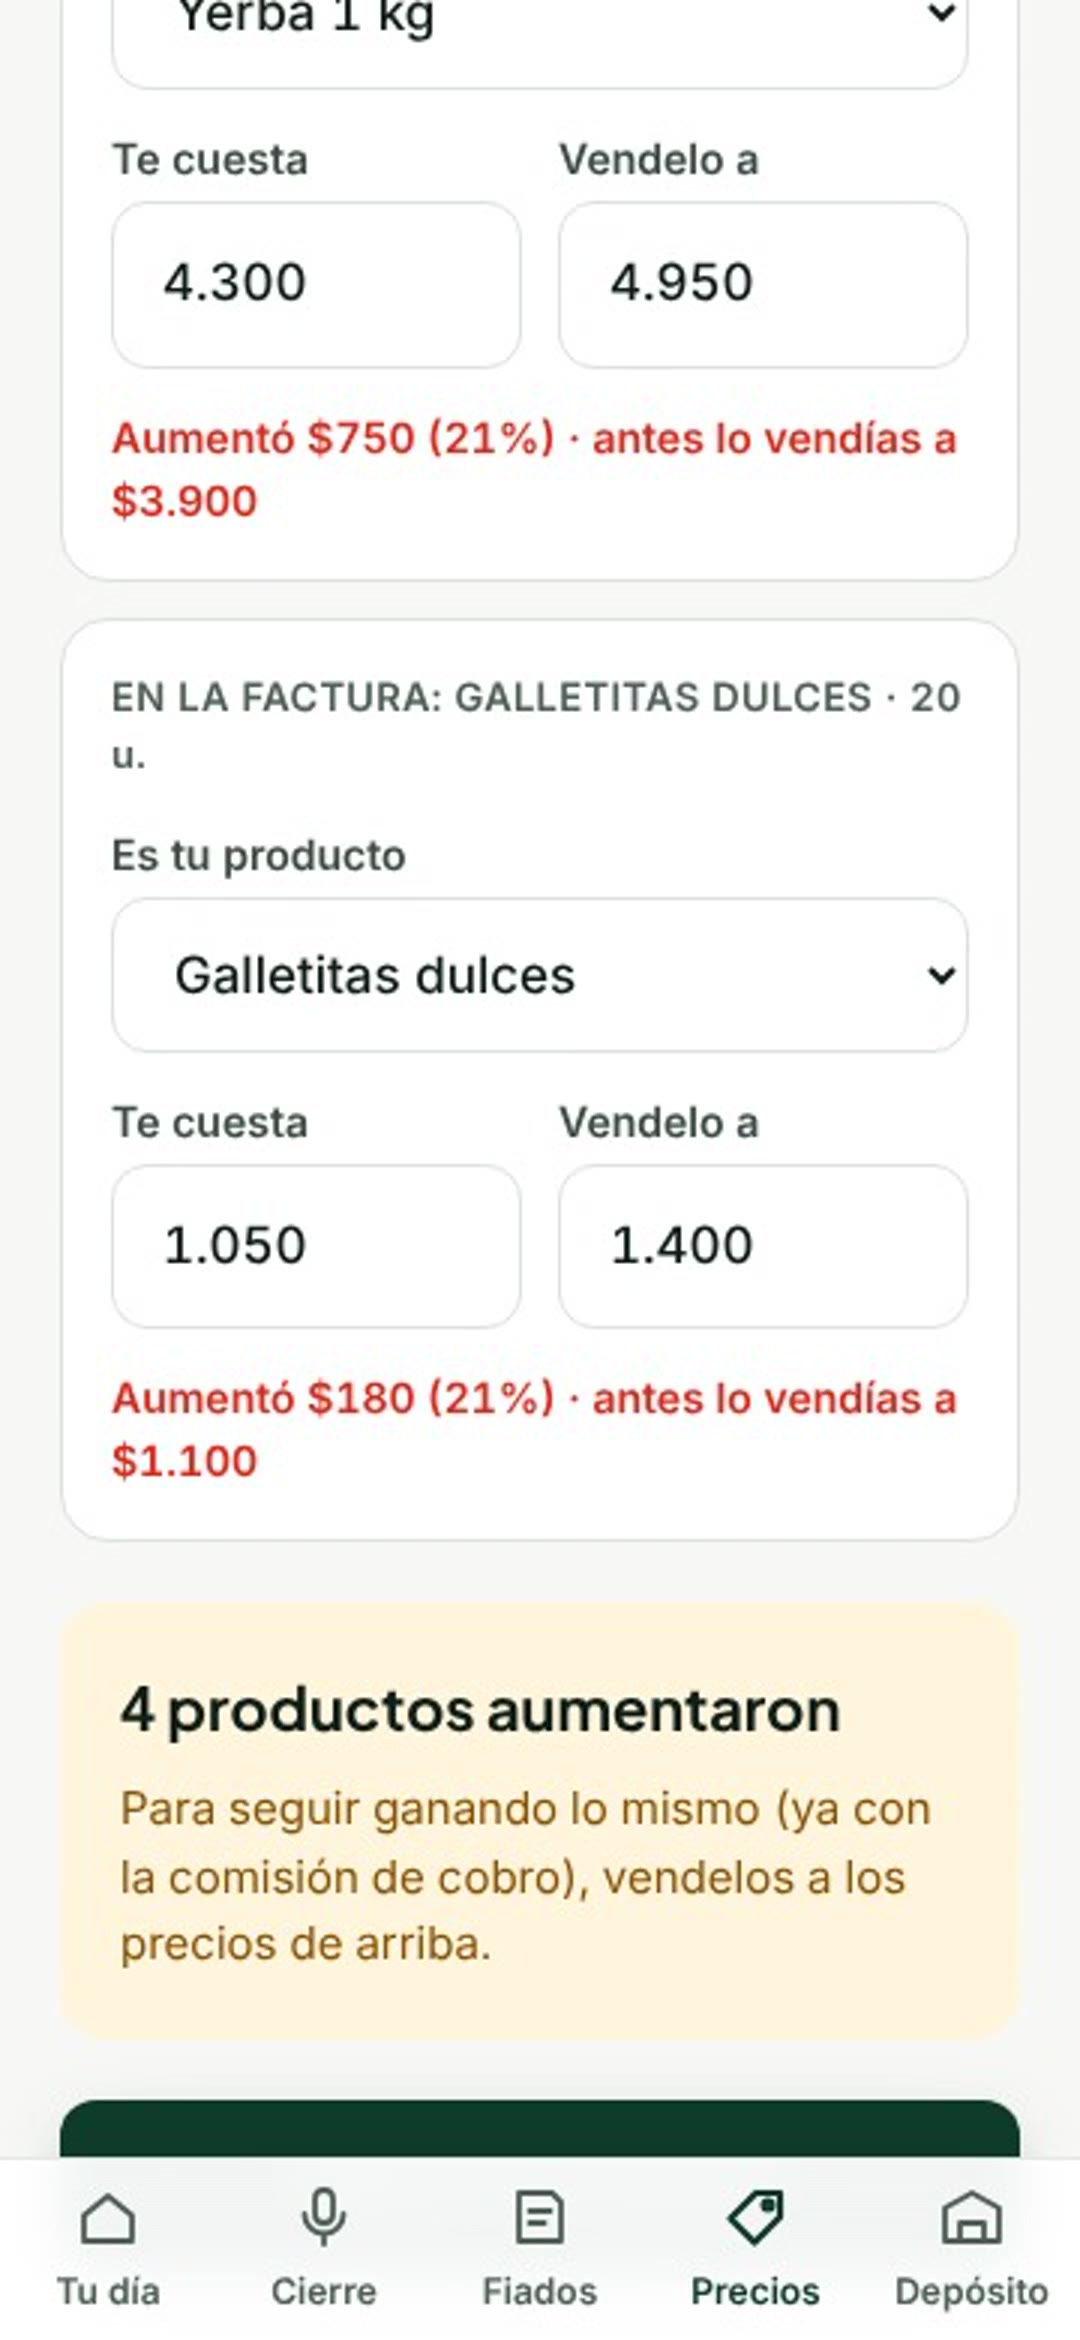 Yerba 1 kg
Te cuesta
Vendelo a
4.300
4.950
Aumentó $750 (21%) · antes lo vendías a
$3.900
EN LA FACTURA: GALLETITAS DULCES · 20
u.
Es tu producto
Galletitas dulces
Te cuesta
Vendelo a
1.050
1.400
Aumentó $180 (21%) · antes lo vendías a
$1.100
4 productos aumentaron
Para seguir ganando lo mismo (ya con
la comisión de cobro), vendelos a los
precios de arriba.
Tu día
Cierre
Fiados
Precios
Depósito